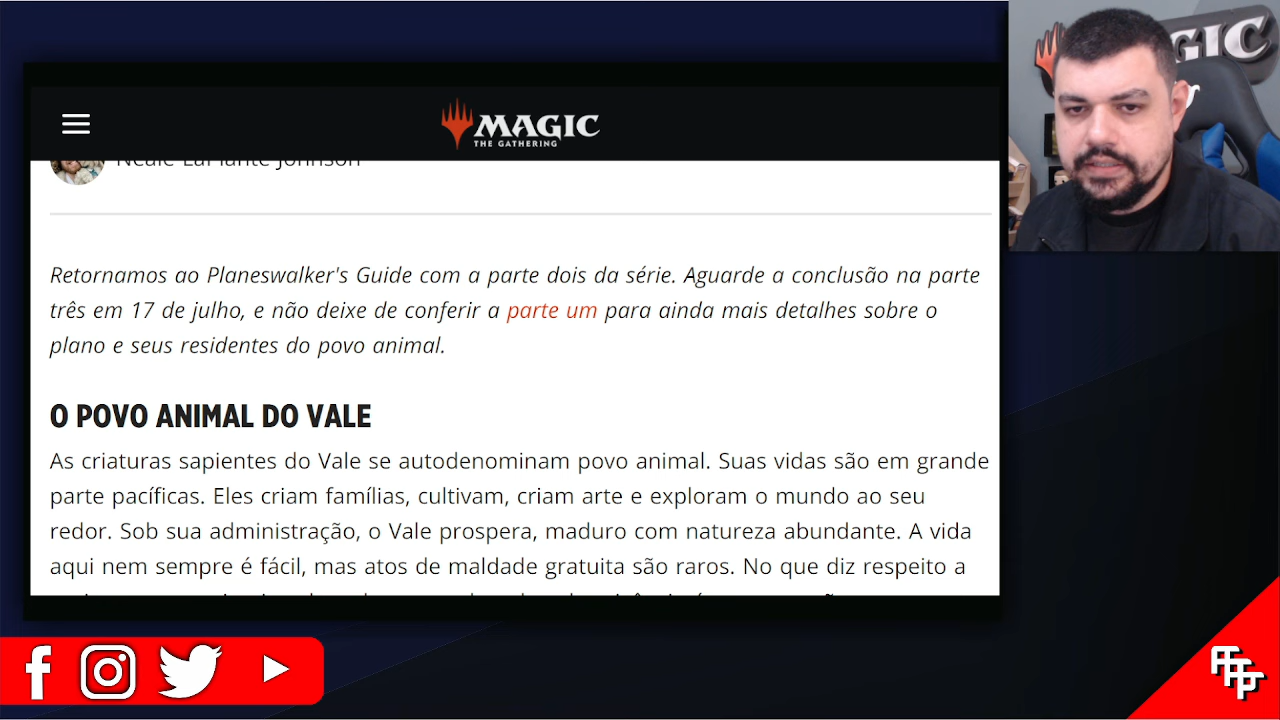 MAGIC
THE GATHERING
GIC
Neale LaPlante Johnson
Retornamos ao Planeswalker's Guide com a parte dois da série. Aguarde a conclusão na parte
três em 17 de julho, e não deixe de conferir a parte um para ainda mais detalhes sobre o
plano e seus residentes do povo animal.
O POVO ANIMAL DO VALE
As criaturas sapientes do Vale se autodenominam povo animal. Suas vidas são em grande
parte pacíficas. Eles criam famílias, cultivam, criam arte e exploram o mundo ao seu
redor. Sob sua administração, o Vale prospera, maduro com natureza abundante. A vida
aqui nem sempre é fácil, mas atos de maldade gratuita são raros. No que diz respeito a